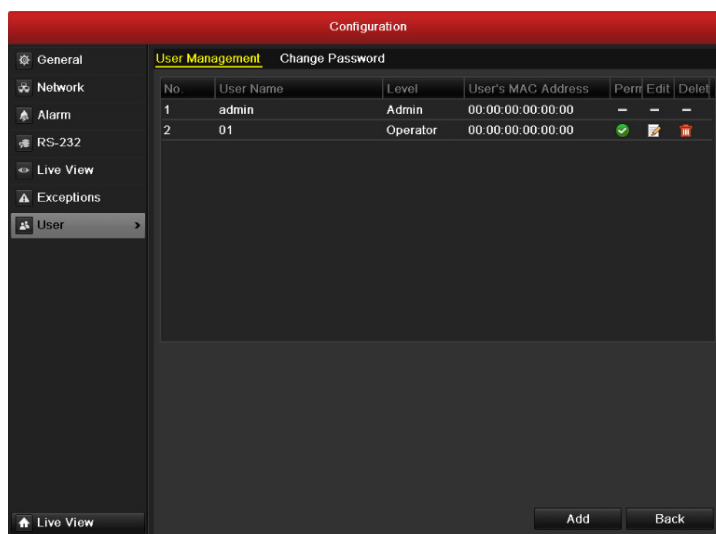 Configuration
General
Network
Alarm
RS-232
Live View
Exceptions
User
User Management Change Password
No. User Name Level User's MAC Address Perm Edit Delet
1 admin Admin 00:00:00:00:00:00 – – –
2 01 Operator 00:00:00:00:00:00
Live View
Add Back